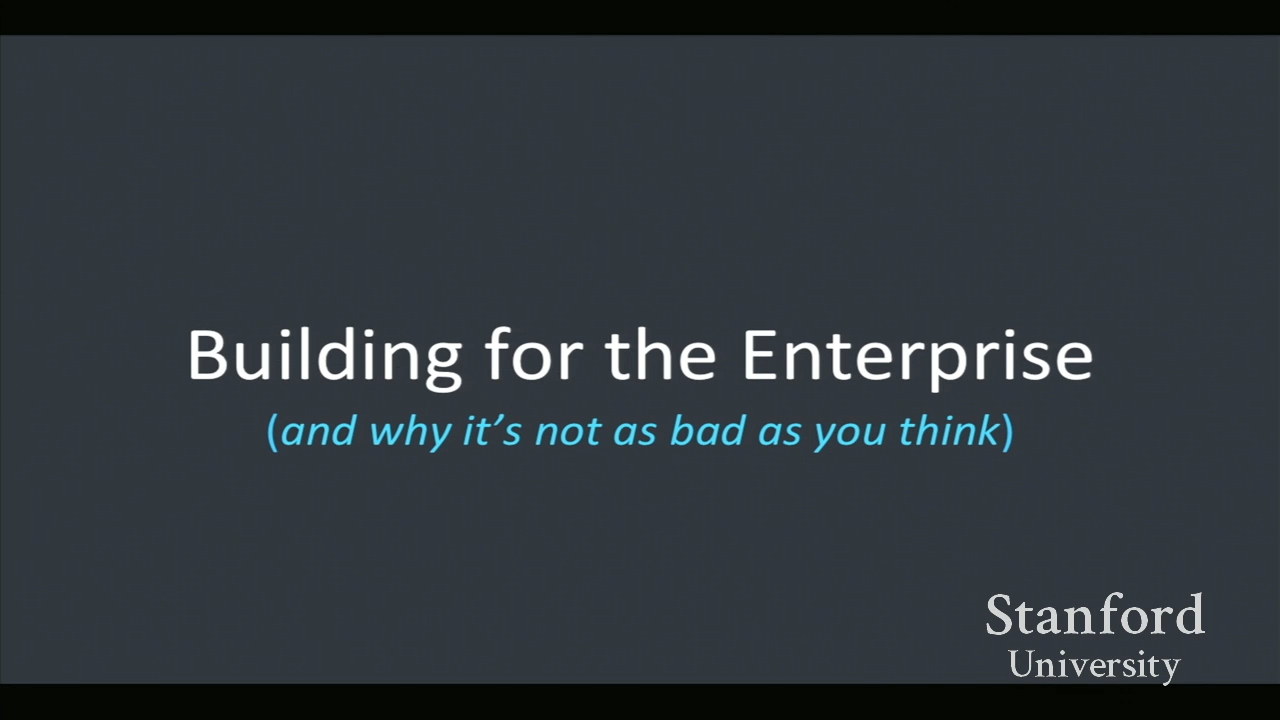 Building for the Enterprise
(and why it's not as bad as you think)
Stanford
University